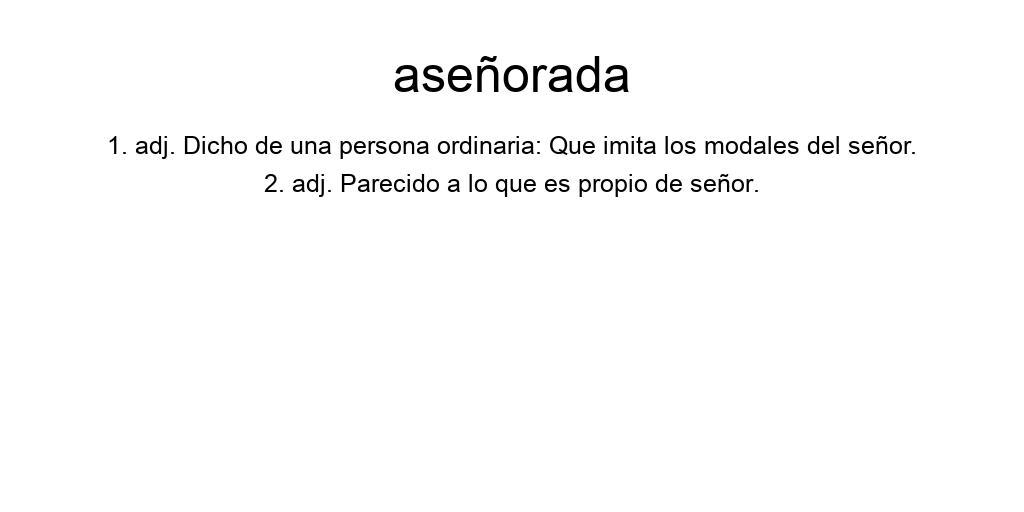 aseñorada
1. adj. Dicho de una persona ordinaria: Que imita los modales del señor.
2. adj. Parecido a lo que es propio de señor.